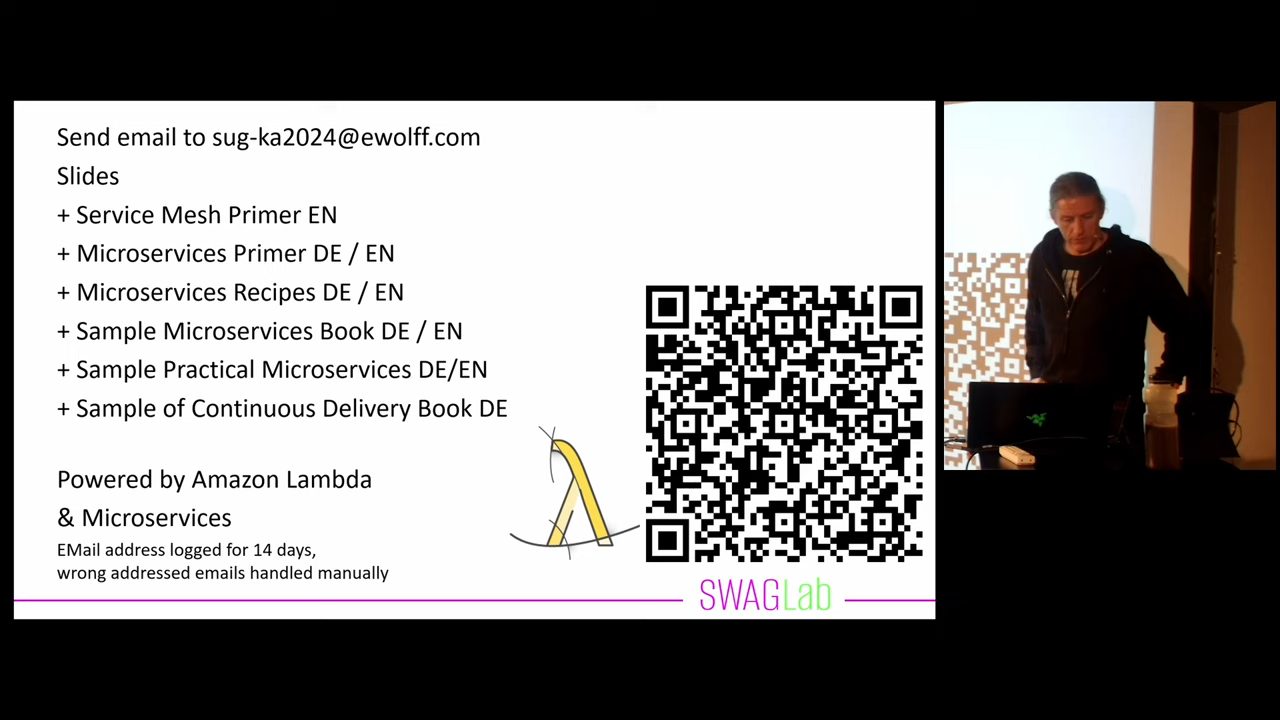 Send email to sug-ka2024@ewolff.com
Slides
+ Service Mesh Primer EN
+ Microservices Primer DE / EN
+ Microservices Recipes DE / EN
+ Sample Microservices Book DE / EN
+ Sample Practical Microservices DE/EN
+ Sample of Continuous Delivery Book DE
Powered by Amazon Lambda
& Microservices
EMail address logged for 14 days,
wrong addressed emails handled manually
SWAGLab